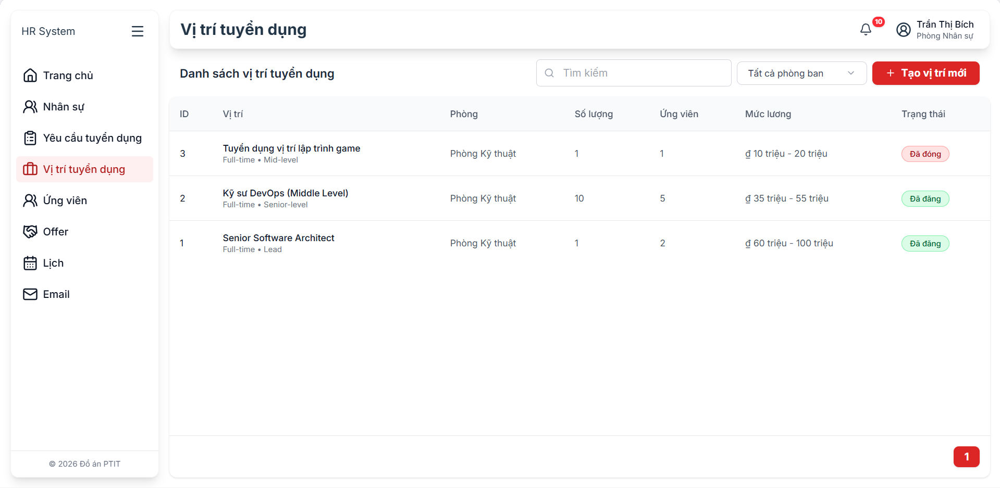 HR System
Trang chủ
Nhân sự
Yêu cầu tuyển dụng
Vị trí tuyển dụng
Ứng viên
Offer
Lịch
Email
© 2026 Đồ án PTIT
Vị trí tuyển dụng
10
Trần Thị Bích
Phòng Nhân sự
Danh sách vị trí tuyển dụng
Tìm kiếm
Tất cả phòng ban
+ Tạo vị trí mới
ID Vị trí Phòng Số lượng Ứng viên Mức lương Trạng thái
3 Tuyển dụng vị trí lập trình game Phòng Kỹ thuật 1 1 ₫ 10 triệu - 20 triệu Đã đóng
Full-time • Mid-level
2 Kỹ sư DevOps (Middle Level) Phòng Kỹ thuật 10 5 ₫ 35 triệu - 55 triệu Đã đăng
Full-time • Senior-level
1 Senior Software Architect Phòng Kỹ thuật 1 2 ₫ 60 triệu - 100 triệu Đã đăng
Full-time • Lead
1